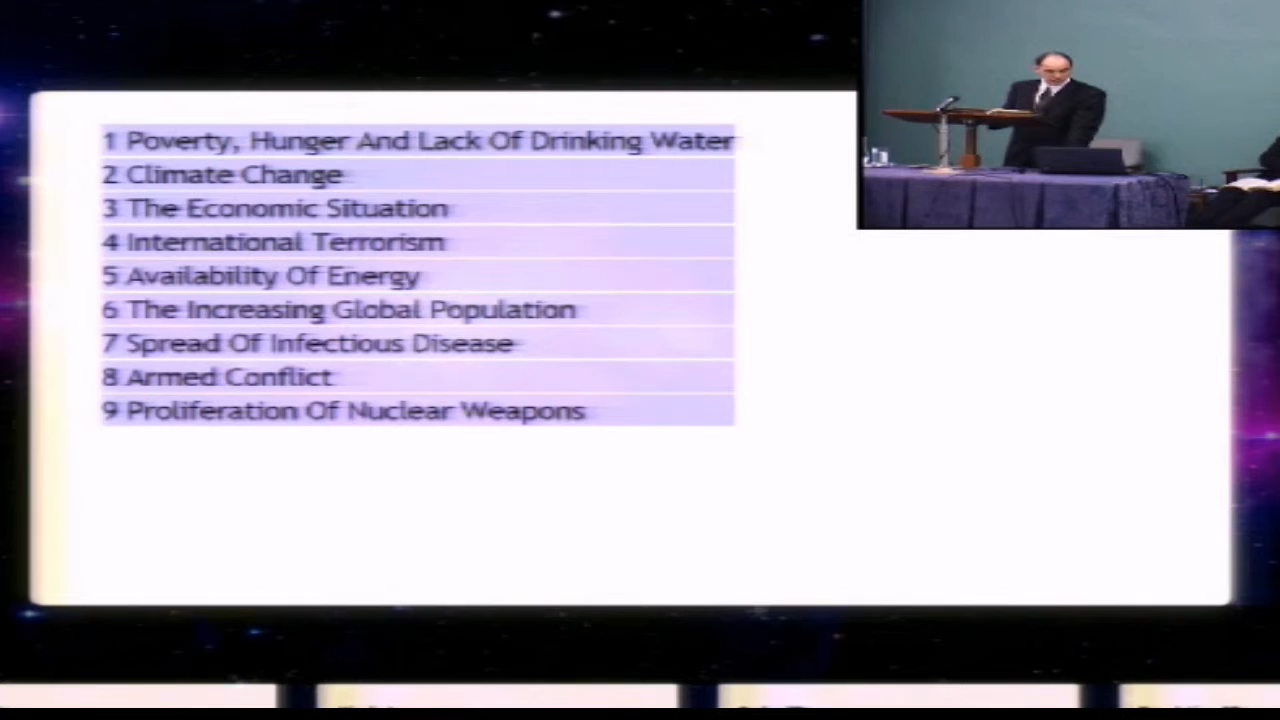 1 Poverty, Hunger And Lack Of Drinking Water
2 Climate Change
3 The Economic Situation
4 International Terrorism
5 Availability Of Energy
6 The Increasing Global Population
7 Spread Of Infectious Disease
8 Armed Conflict
9 Proliferation Of Nuclear Weapons